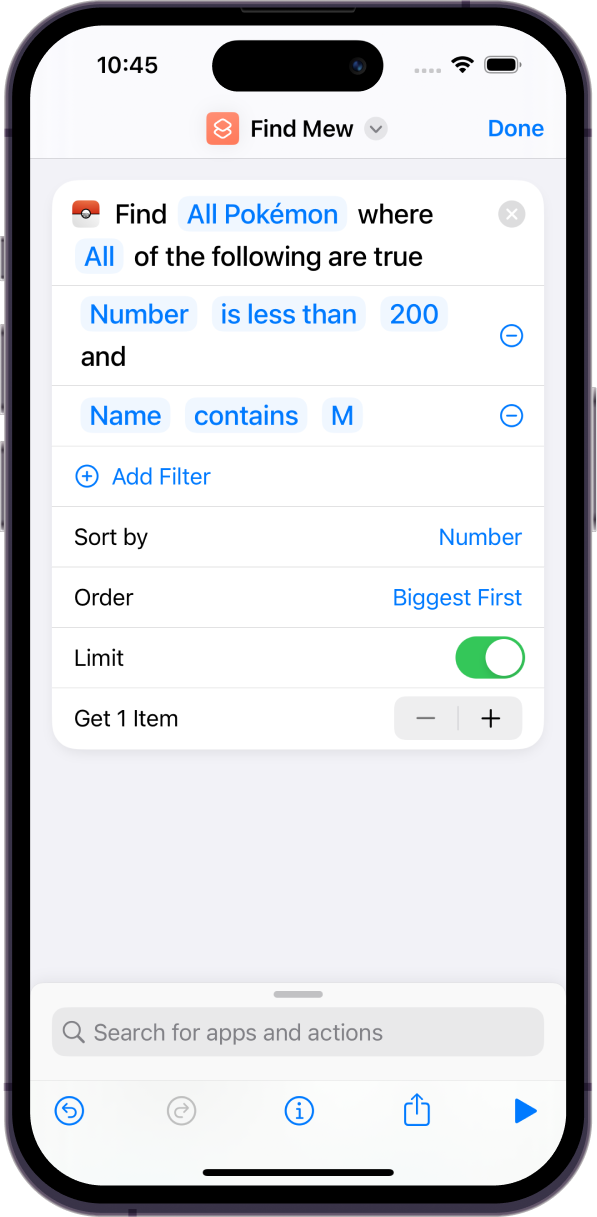 10:45
Find Mew
Done
Find All Pokémon where
All of the following are true
Number is less than 200
and
Name contains M
Add Filter
Sort by Number
Order Biggest First
Limit
Get 1 Item
Search for apps and actions